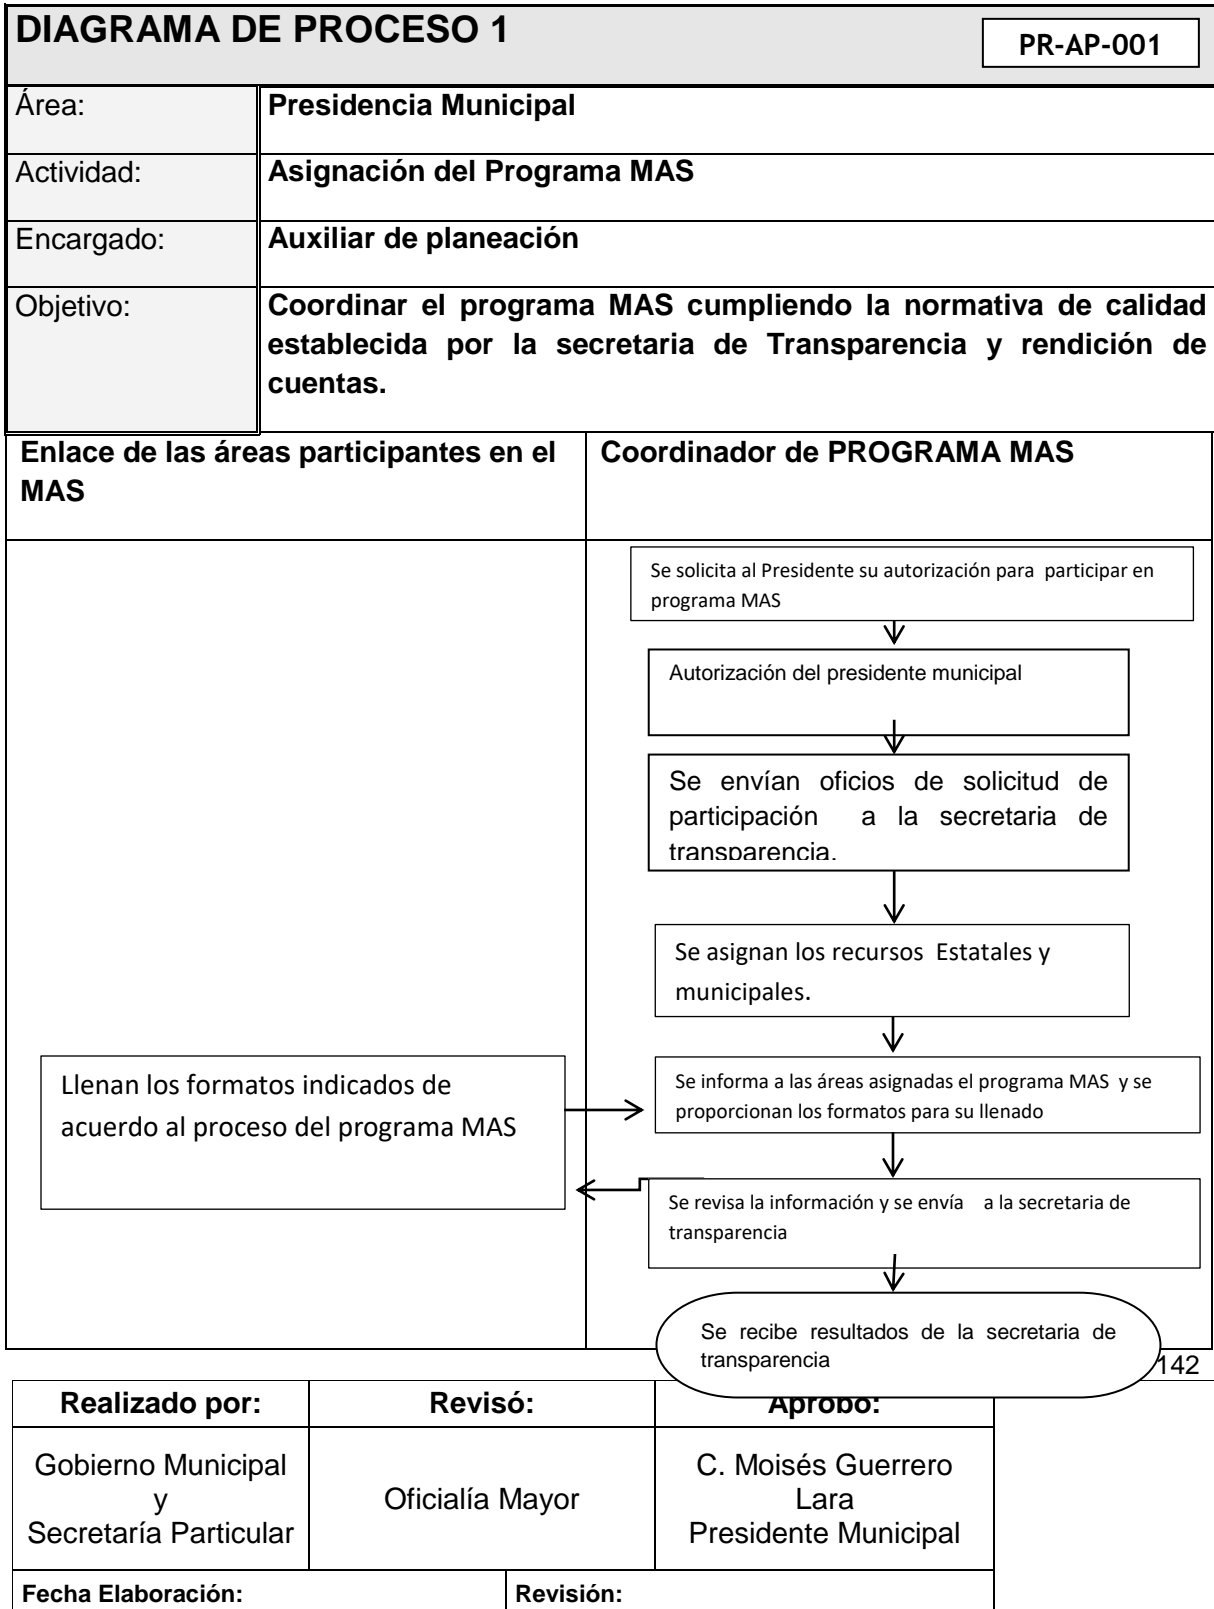 DIAGRAMA DE PROCESO 1
PR-AP-001
Área:
Presidencia Municipal
Actividad:
Asignación del Programa MAS
Encargado:
Auxiliar de planeación
Objetivo:
Coordinar el programa MAS cumpliendo la normativa de calidad
establecida por la secretaria de Transparencia y rendición de
cuentas.
Enlace de las áreas participantes en el
MAS
Coordinador de PROGRAMA MAS
Se solicita al Presidente su autorización para participar en
programa MAS
Autorización del presidente municipal
Se envían oficios de solicitud de
participación a la secretaria de
transparencia.
Se asignan los recursos Estatales y
municipales.
Llenan los formatos indicados de
acuerdo al proceso del programa MAS
Se informa a las áreas asignadas el programa MAS y se
proporcionan los formatos para su llenado
Se revisa la información y se envía a la secretaria de
transparencia
Se recibe resultados de la secretaria de
transparencia
142
Realizado por:
Revisó:
Aprobó:
Gobierno Municipal
y
Secretaría Particular
Oficialía Mayor
C. Moisés Guerrero
Lara
Presidente Municipal
Fecha Elaboración:
Revisión: